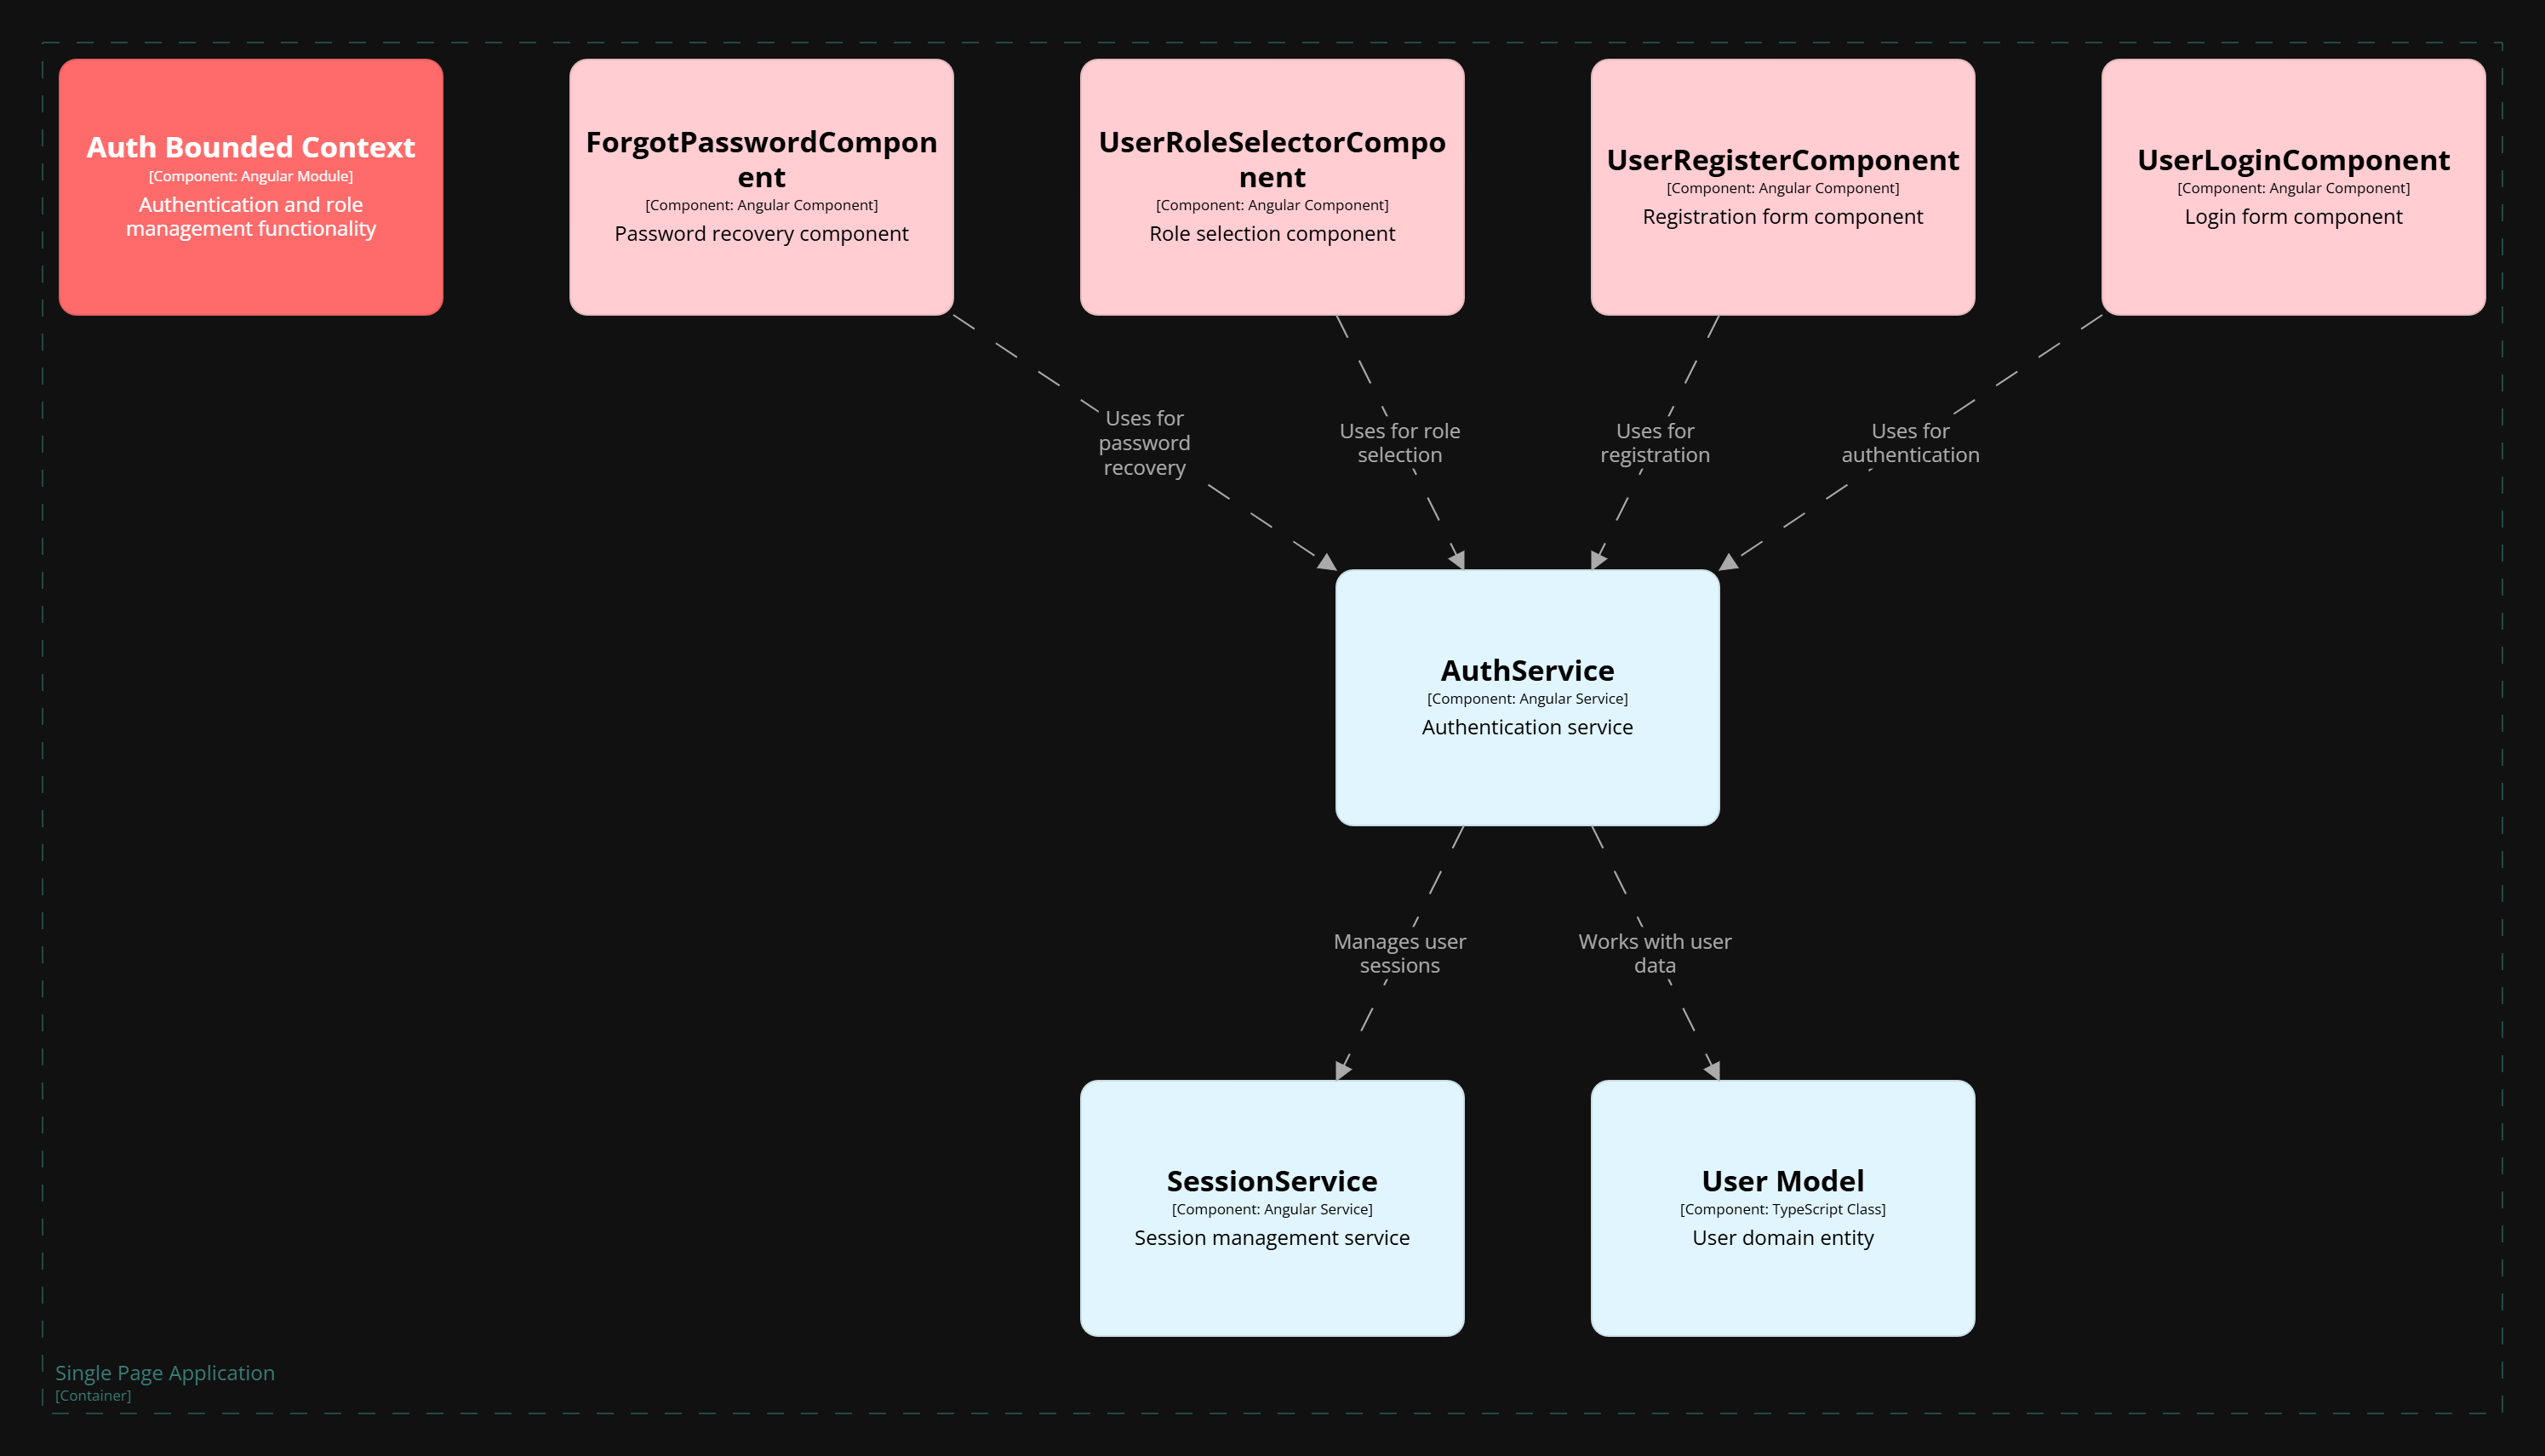 Auth Bounded Context
[Component: Angular Module]
Authentication and role
management functionality
ForgotPasswordCompon
ent
[Component: Angular Component]
Password recovery component
UserRoleSelectorCompo
nent
[Component: Angular Component]
Role selection component
UserRegisterComponent
[Component: Angular Component]
Registration form component
UserLoginComponent
[Component: Angular Component]
Login form component
Uses for
password
recovery
Uses for role
selection
Uses for
registration
Uses for
authentication
AuthService
[Component: Angular Service]
Authentication service
Manages user
sessions
Works with user
data
SessionService
[Component: Angular Service]
Session management service
User Model
[Component: TypeScript Class]
User domain entity
Single Page Application
[Container]